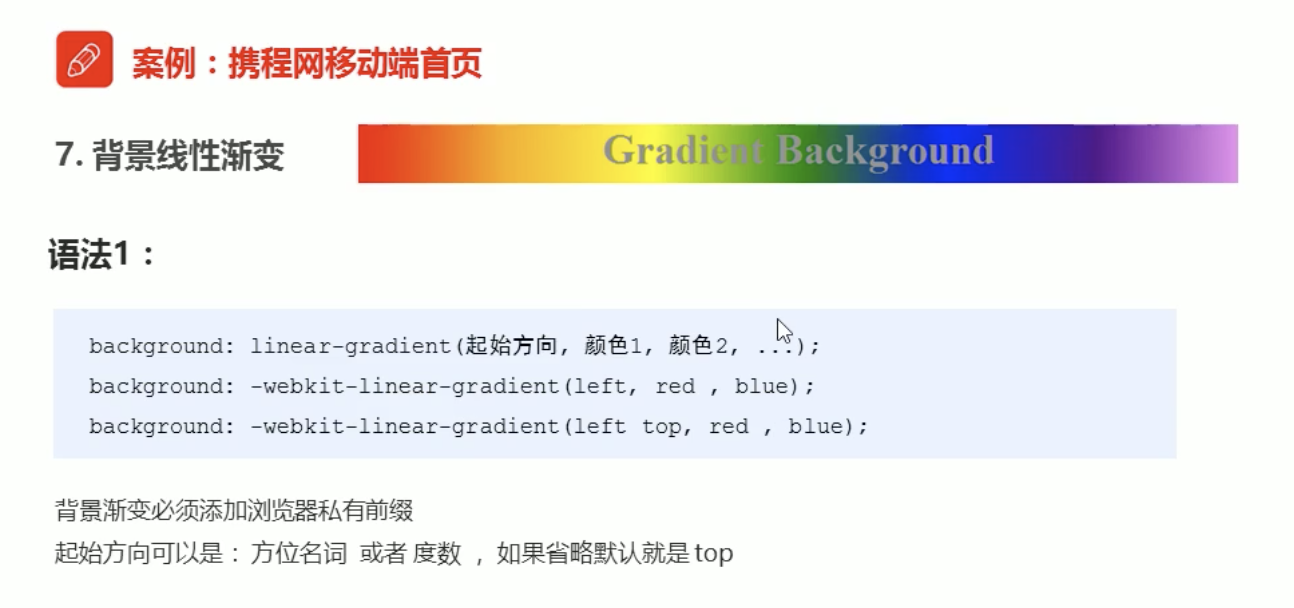 案例：携程网移动端首页
7. 背景线性渐变
Gradient Background
语法1：
background: linear-gradient(起始方向, 颜色1, 颜色2, ...);
background: -webkit-linear-gradient(left, red , blue);
background: -webkit-linear-gradient(left top, red , blue);
背景渐变必须添加浏览器私有前缀
起始方向可以是： 方位名词 或者 度数 ，如果省略默认就是 top